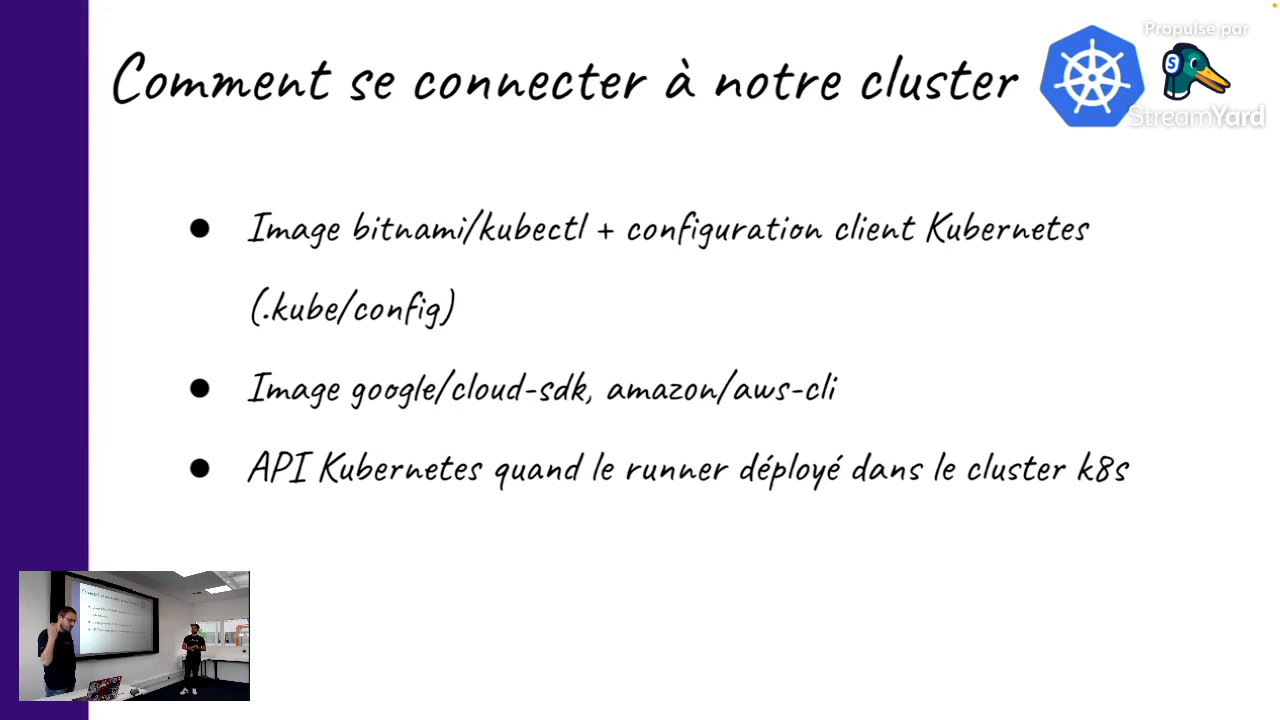 Comment se connecter à notre cluster
Propulsé par
StreamYard
● Image bitnami/kubectl + configuration client Kubernetes
(.kube/config)
● Image google/cloud-sdk, amazon/aws-cli
● API Kubernetes quand le runner déployé dans le cluster k8s